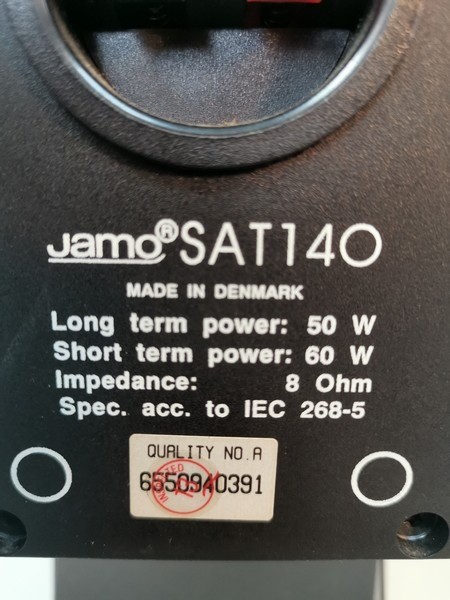 Jamo® SAT140
MADE IN DENMARK
Long term power: 50 W
Short term power: 60 W
Impedance: 8 Ohm
Spec. acc. to IEC 268-5
QUALITY NO.A
6550940391